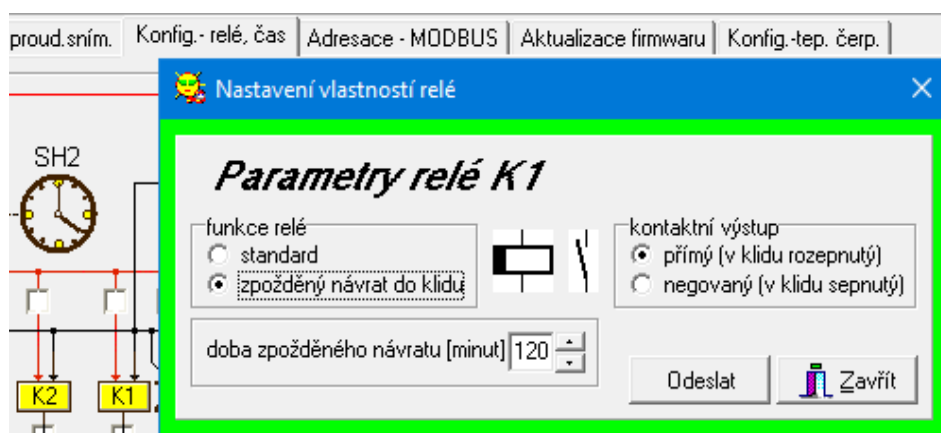 proud.sním.
Konfig.- relé, čas
Adresace - MODBUS
Aktualizace firmwaru
Konfig.-tep. čerp.
Nastavení vlastností relé
SH2
Parametry relé K1
funkce relé
standard
zpožděný návrat do klidu
kontaktní výstup
přímý (v klidu rozepnutý)
negovaný (v klidu sepnutý)
doba zpožděného návratu [minut] 120
Odeslat
Zavřít
K2
K1